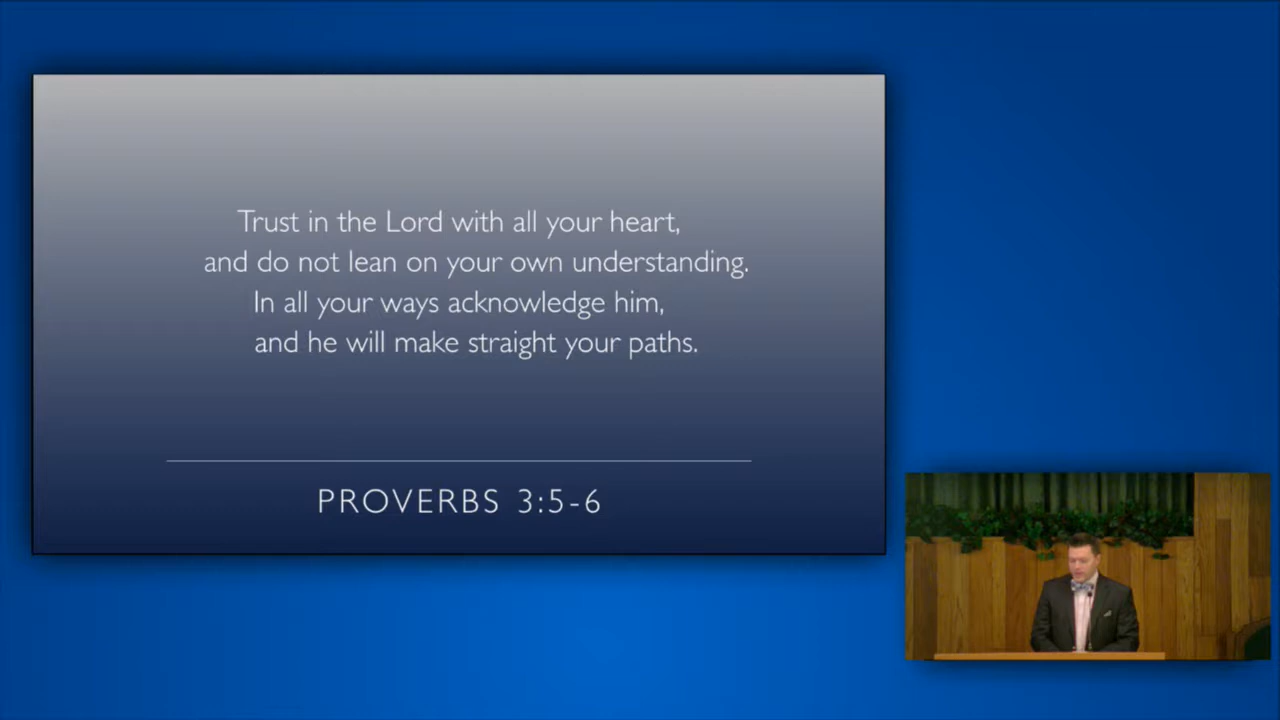 Trust in the Lord with all your heart,
and do not lean on your own understanding.
In all your ways acknowledge him,
and he will make straight your paths.
PROVERBS 3:5-6